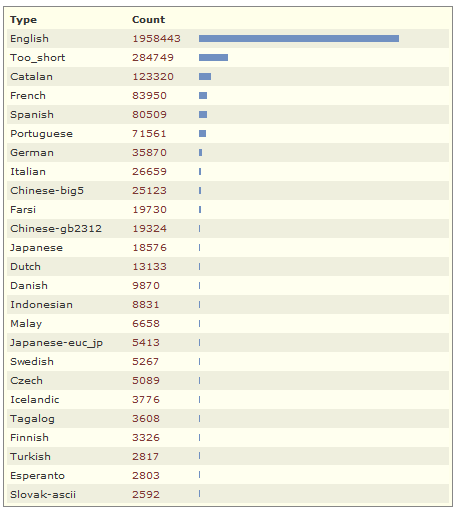 Type Count
English 1958443
Too_short 284749
Catalan 123320
French 83950
Spanish 80509
Portuguese 71561
German 35870
Italian 26659
Chinese-big5 25123
Farsi 19730
Chinese-gb2312 19324
Japanese 18576
Dutch 13133
Danish 9870
Indonesian 8831
Malay 6658
Japanese-euc_jp 5413
Swedish 5267
Czech 5089
Icelandic 3776
Tagalog 3608
Finnish 3326
Turkish 2817
Esperanto 2803
Slovak-ascii 2592